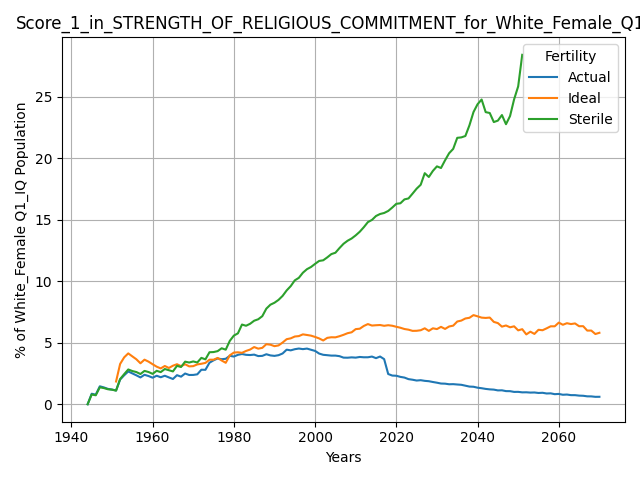 Score_1_in_STRENGTH_OF_RELIGIOUS_COMMITMENT_for_White_Female_Q1
Fertility
Actual
Ideal
Sterile
% of White_Female Q1_IQ Population
25
20
15
10
5
0
1940 1960 1980 2000 2020 2040 2060
Years